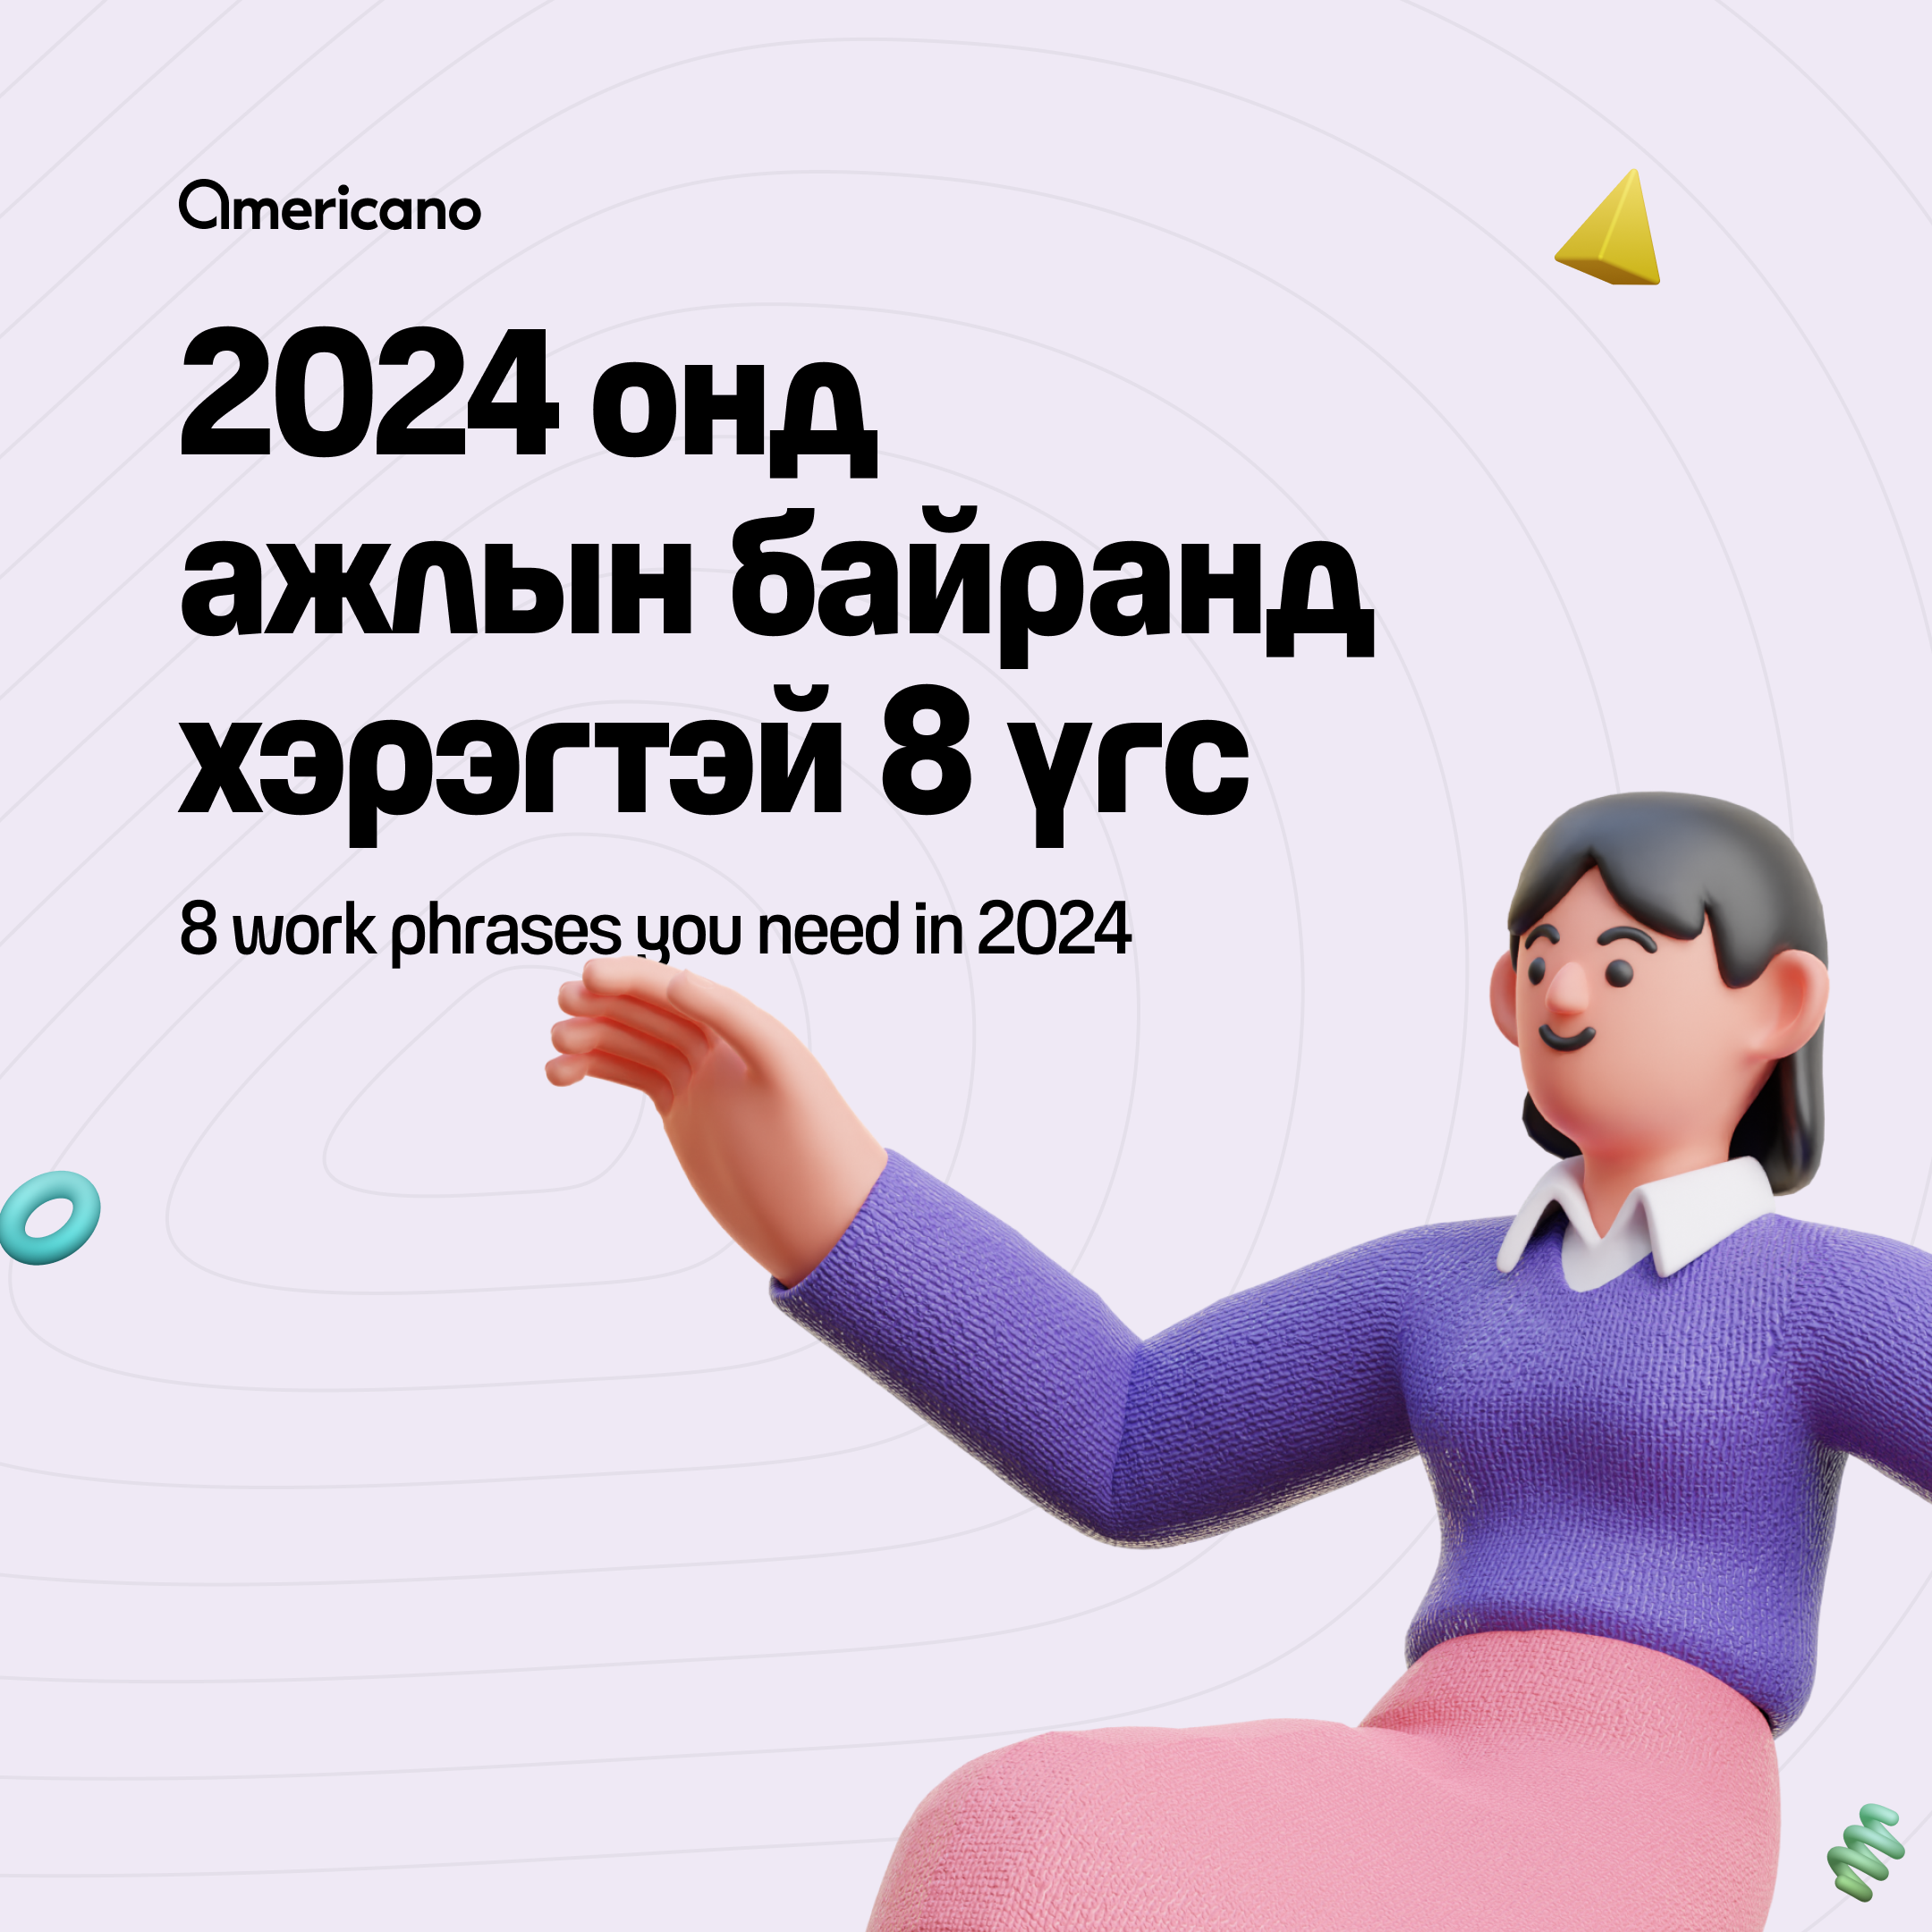 americano
2024 онд
ажлын байранд
хэрэгтэй 8 үгс
8 work phrases you need in 2024